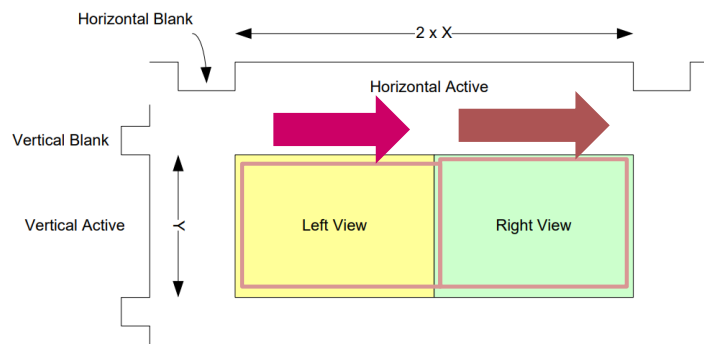 Horizontal Blank
2 x X
Horizontal Active
Vertical Blank
Vertical Active
Y
Left View
Right View